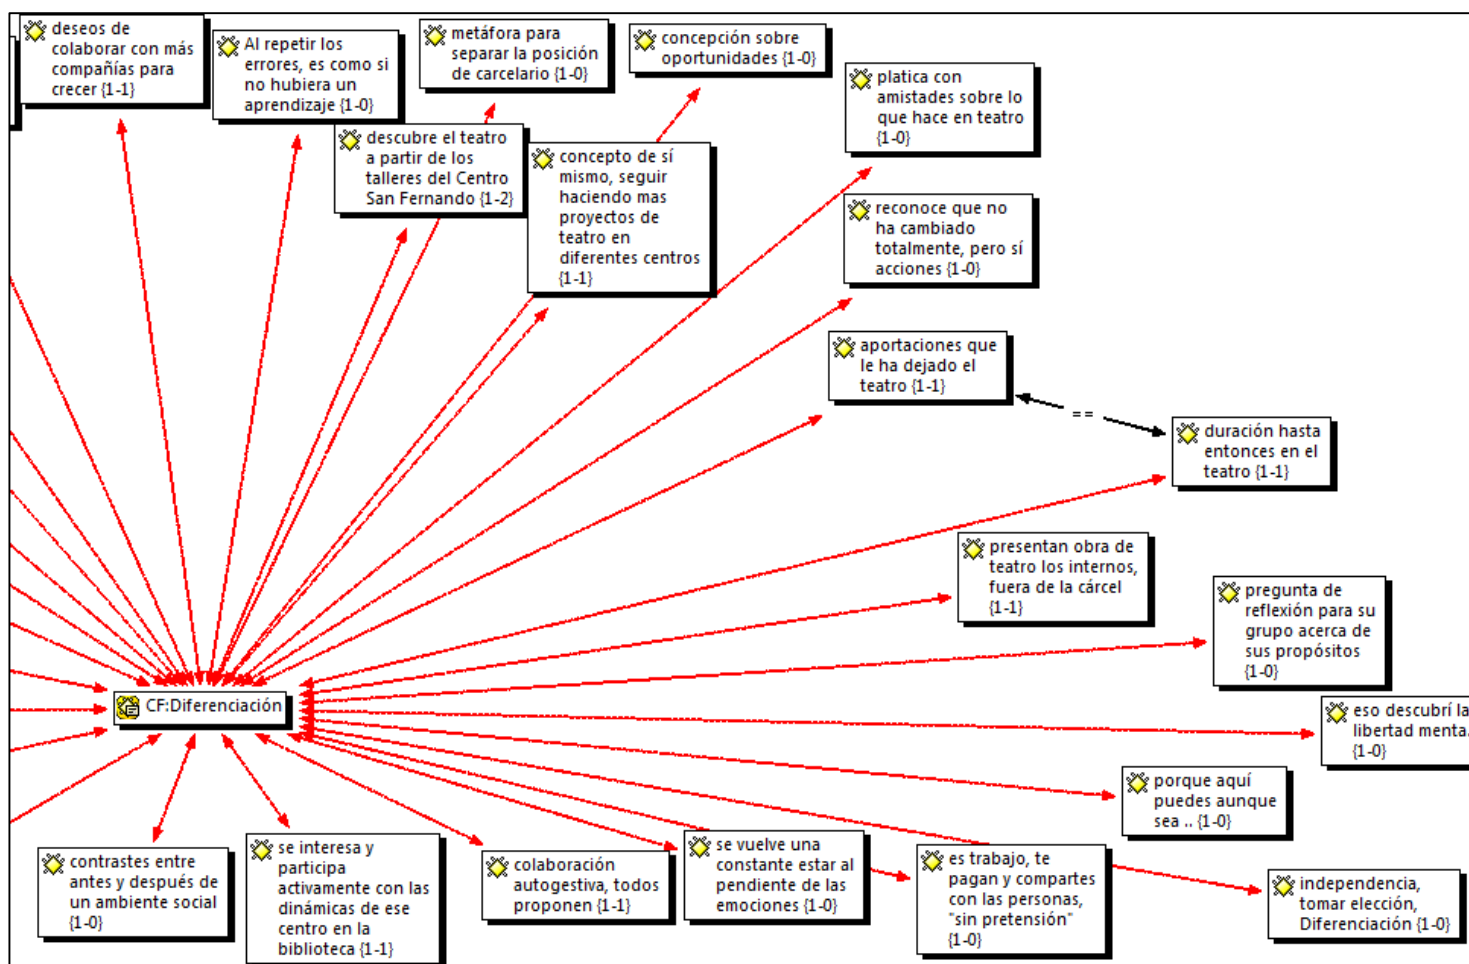 deseos de
colaborar con más
compañías para
crecer {1-1}
Al repetir los
errores, es como si
no hubiera un
aprendizaje {1-0}
metáfora para
separar la posición
de carcelario {1-0}
concepción sobre
oportunidades {1-0}
platica con
amistades sobre lo
que hace en teatro
{1-0}
descubre el teatro
a partir de los
talleres del Centro
San Fernando {1-2}
concepto de sí
mismo, seguir
haciendo mas
proyectos de
teatro en
diferentes centros
{1-1}
reconoce que no
ha cambiado
totalmente, pero sí
acciones {1-0}
aportaciones que
le ha dejado el
teatro {1-1}
==
duración hasta
entonces en el
teatro {1-1}
presentan obra de
teatro los internos,
fuera de la cárcel
{1-1}
pregunta de
reflexión para su
grupo acerca de
sus propósitos
{1-0}
CF:Diferenciación
eso descubrí la
libertad menta.
{1-0}
porque aquí
puedes aunque
sea .. {1-0}
contrastes entre
antes y después de
un ambiente social
{1-0}
se interesa y
participa
activamente con las
dinámicas de ese
centro en la
biblioteca {1-1}
colaboración
autogestiva, todos
proponen {1-1}
se vuelve una
constante estar al
pendiente de las
emociones {1-0}
es trabajo, te
pagan y compartes
con las personas,
"sin pretensión"
{1-0}
independencia,
tomar elección,
Diferenciación {1-0}